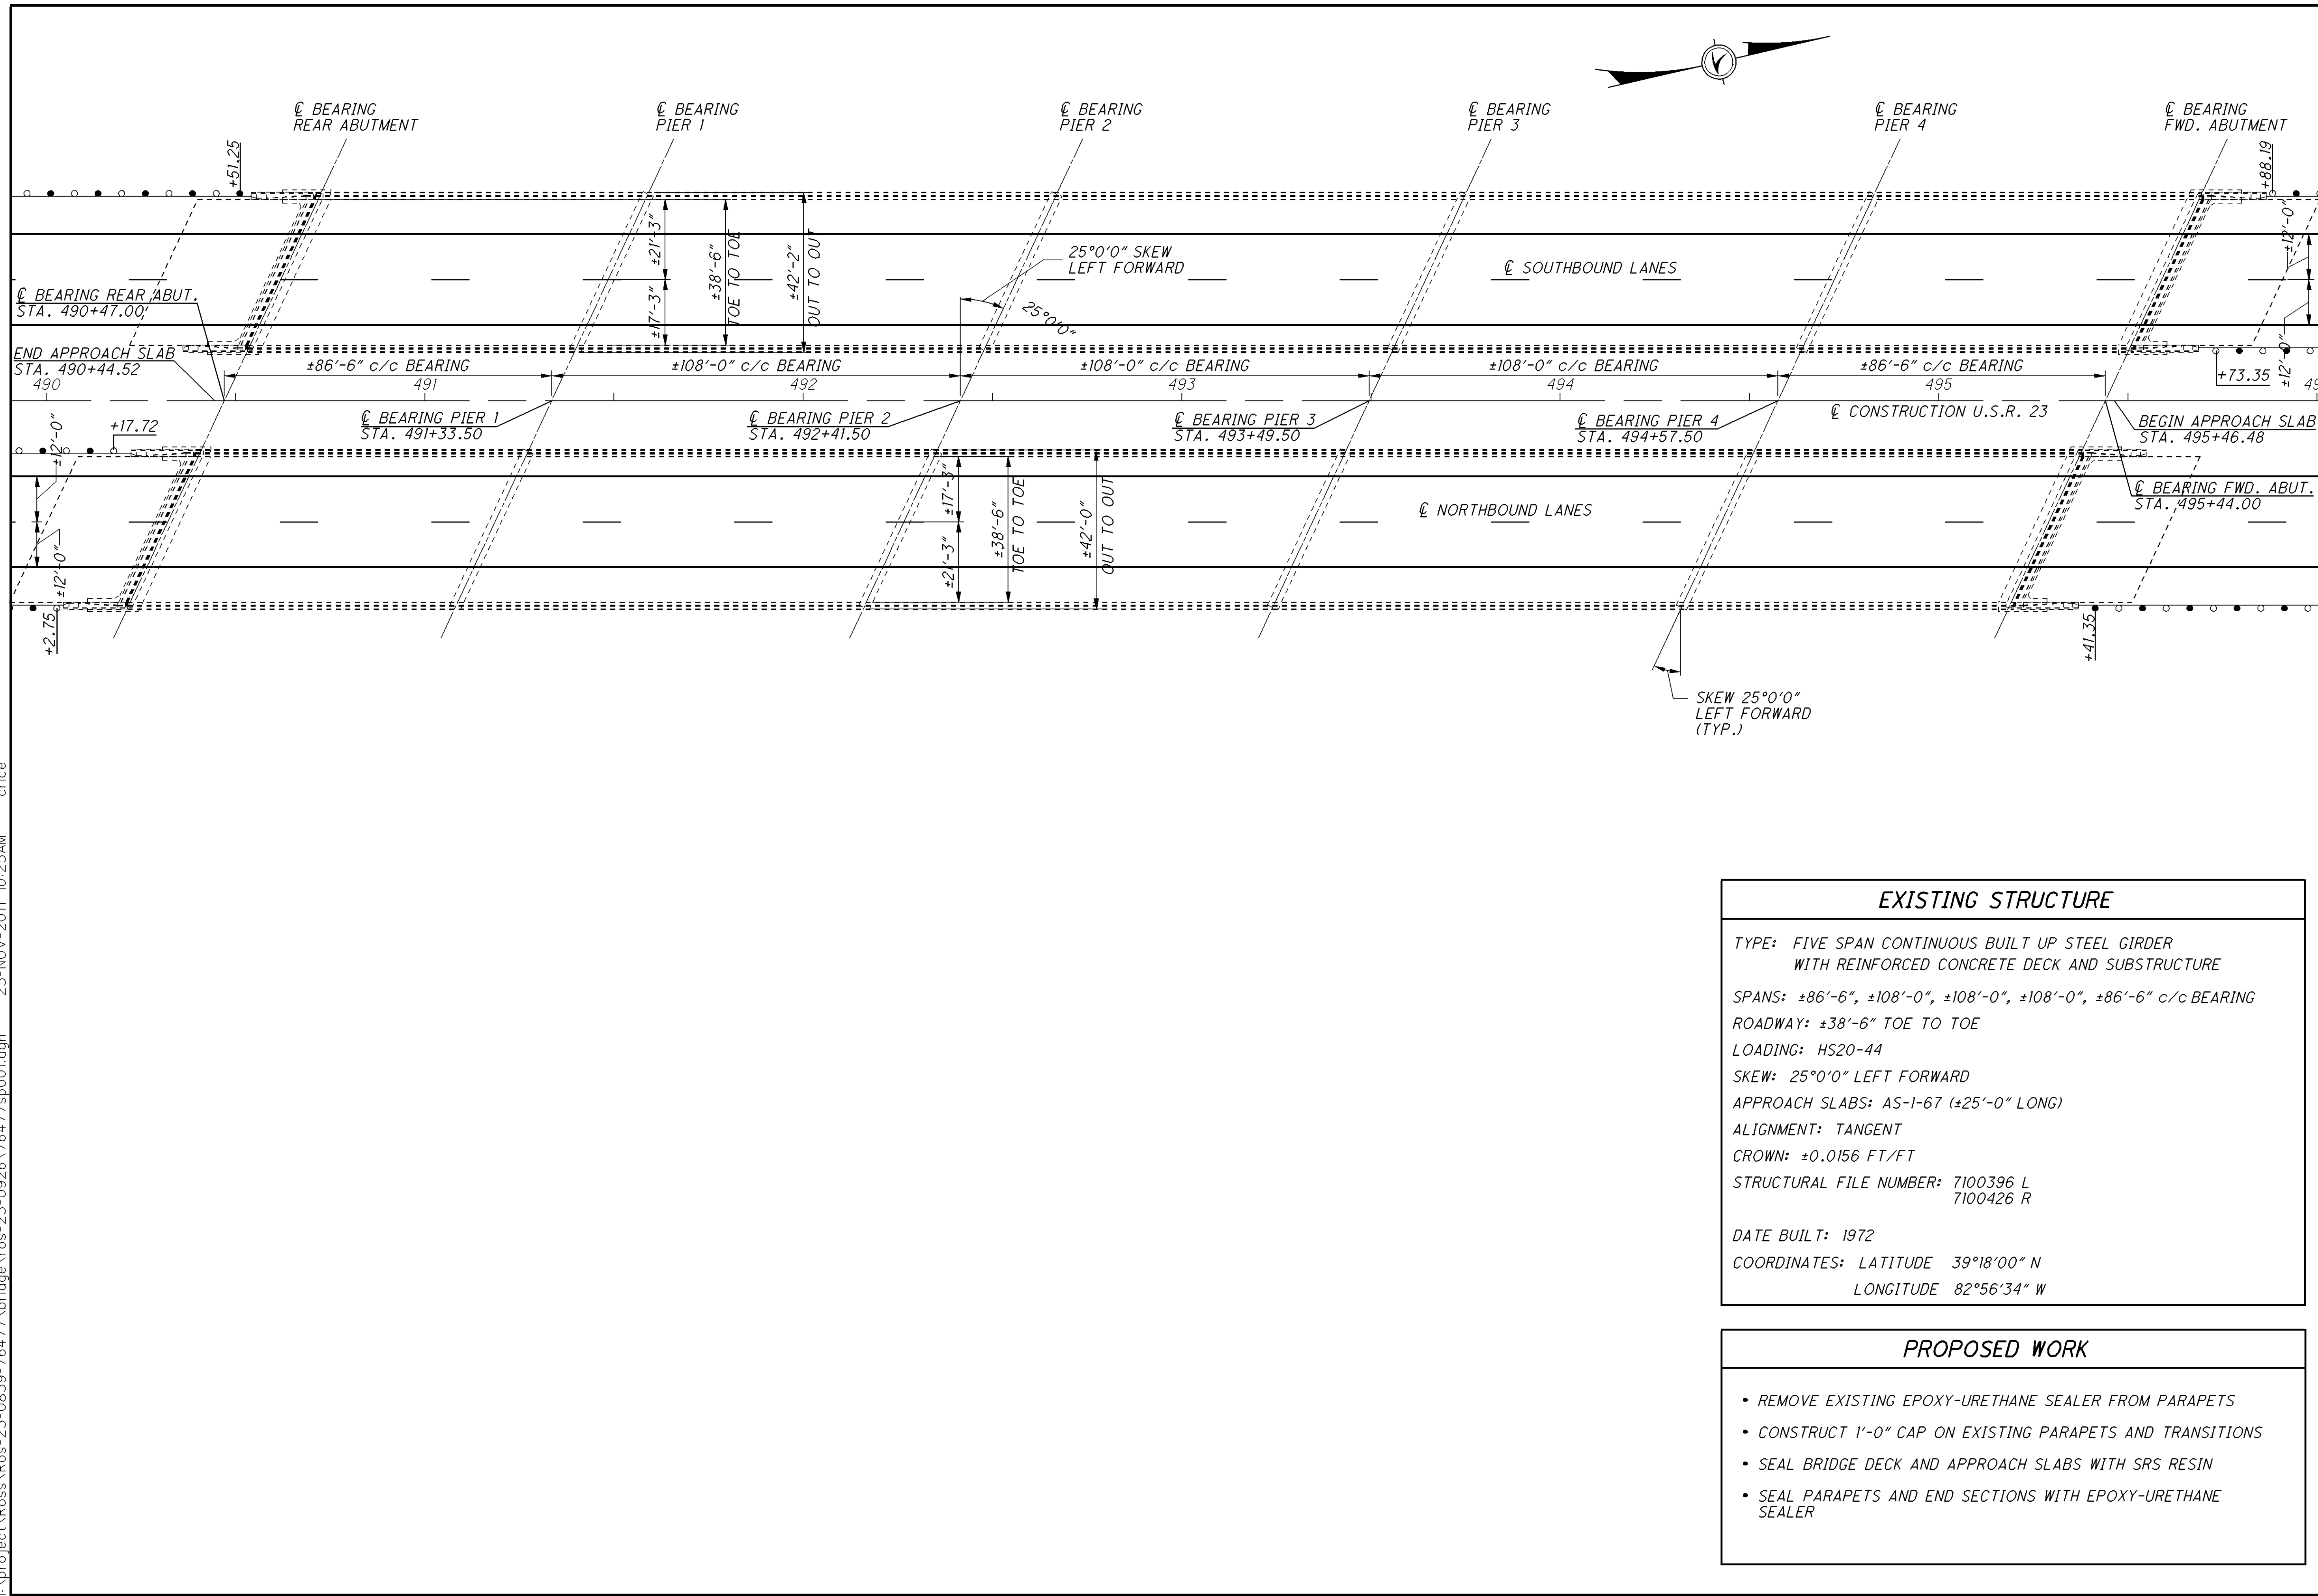 ℄ BEARING
REAR ABUTMENT
℄ BEARING
PIER 1
℄ BEARING
PIER 2
℄ BEARING
PIER 3
℄ BEARING
PIER 4
℄ BEARING
FWD. ABUTMENT
+51.25
+88.19
±21'-3"
±17'-3"
±38'-6"
TOE TO TOE
±42'-2"
OUT TO OUT
25°0'0" SKEW
LEFT FORWARD
25°0'0"
℄ SOUTHBOUND LANES
±12'-0"
±12'-0"
℄ BEARING REAR ABUT.
STA. 490+47.00
END APPROACH SLAB
STA. 490+44.52
±86'-6" c/c BEARING
±108'-0" c/c BEARING
±108'-0" c/c BEARING
±108'-0" c/c BEARING
±86'-6" c/c BEARING
+73.35
490
491
492
493
494
495
℄ BEARING PIER 1
STA. 491+33.50
℄ BEARING PIER 2
STA. 492+41.50
℄ BEARING PIER 3
STA. 493+49.50
℄ BEARING PIER 4
STA. 494+57.50
℄ CONSTRUCTION U.S.R. 23
BEGIN APPROACH SLAB
STA. 495+46.48
℄ BEARING FWD. ABUT.
STA. 495+44.00
+17.72
±12'-0"
±12'-0"
+2.75
±17'-3"
±21'-3"
±38'-6"
TOE TO TOE
±42'-0"
OUT TO OUT
℄ NORTHBOUND LANES
+41.35
SKEW 25°0'0"
LEFT FORWARD
(TYP.)
EXISTING STRUCTURE
TYPE: FIVE SPAN CONTINUOUS BUILT UP STEEL GIRDER
WITH REINFORCED CONCRETE DECK AND SUBSTRUCTURE
SPANS: ±86'-6", ±108'-0", ±108'-0", ±108'-0", ±86'-6" c/c BEARING
ROADWAY: ±38'-6" TOE TO TOE
LOADING: HS20-44
SKEW: 25°0'0" LEFT FORWARD
APPROACH SLABS: AS-1-67 (±25'-0" LONG)
ALIGNMENT: TANGENT
CROWN: ±0.0156 FT/FT
STRUCTURAL FILE NUMBER: 7100396 L
7100426 R
DATE BUILT: 1972
COORDINATES: LATITUDE 39°18'00" N
LONGITUDE 82°56'34" W
PROPOSED WORK
• REMOVE EXISTING EPOXY-URETHANE SEALER FROM PARAPETS
• CONSTRUCT 1'-0" CAP ON EXISTING PARAPETS AND TRANSITIONS
• SEAL BRIDGE DECK AND APPROACH SLABS WITH SRS RESIN
• SEAL PARAPETS AND END SECTIONS WITH EPOXY-URETHANE
SEALER